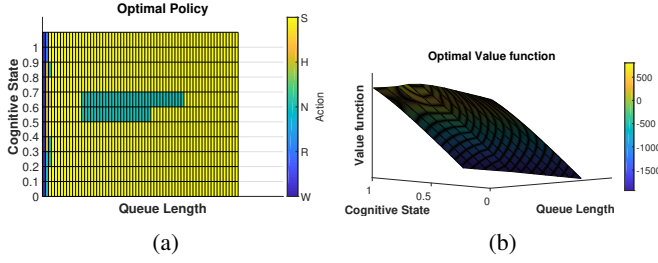 Optimal Policy
Cognitive State
1
0.9
0.8
0.7
0.6
0.5
0.4
0.3
0.2
0.1
0
Queue Length
S
H
N
R
W
Action
(a)
Optimal Value function
Value function
1
0.5
0
Cognitive State
Queue Length
500
0
-500
-1000
-1500
(b)